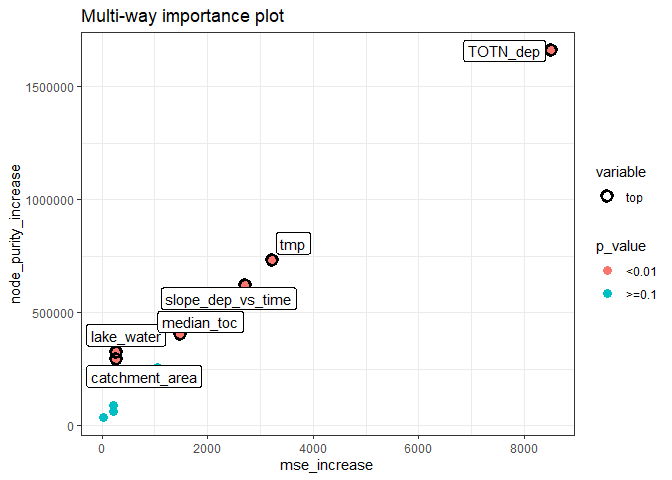 Multi-way importance plot
node_purity_increase
1500000
1000000
500000
0
TOTN_dep
tmp
slope_dep_vs_time
median_toc
lake_water
catchment_area
0
2000
4000
6000
8000
mse_increase
variable
top
p_value
<0.01
>=0.1